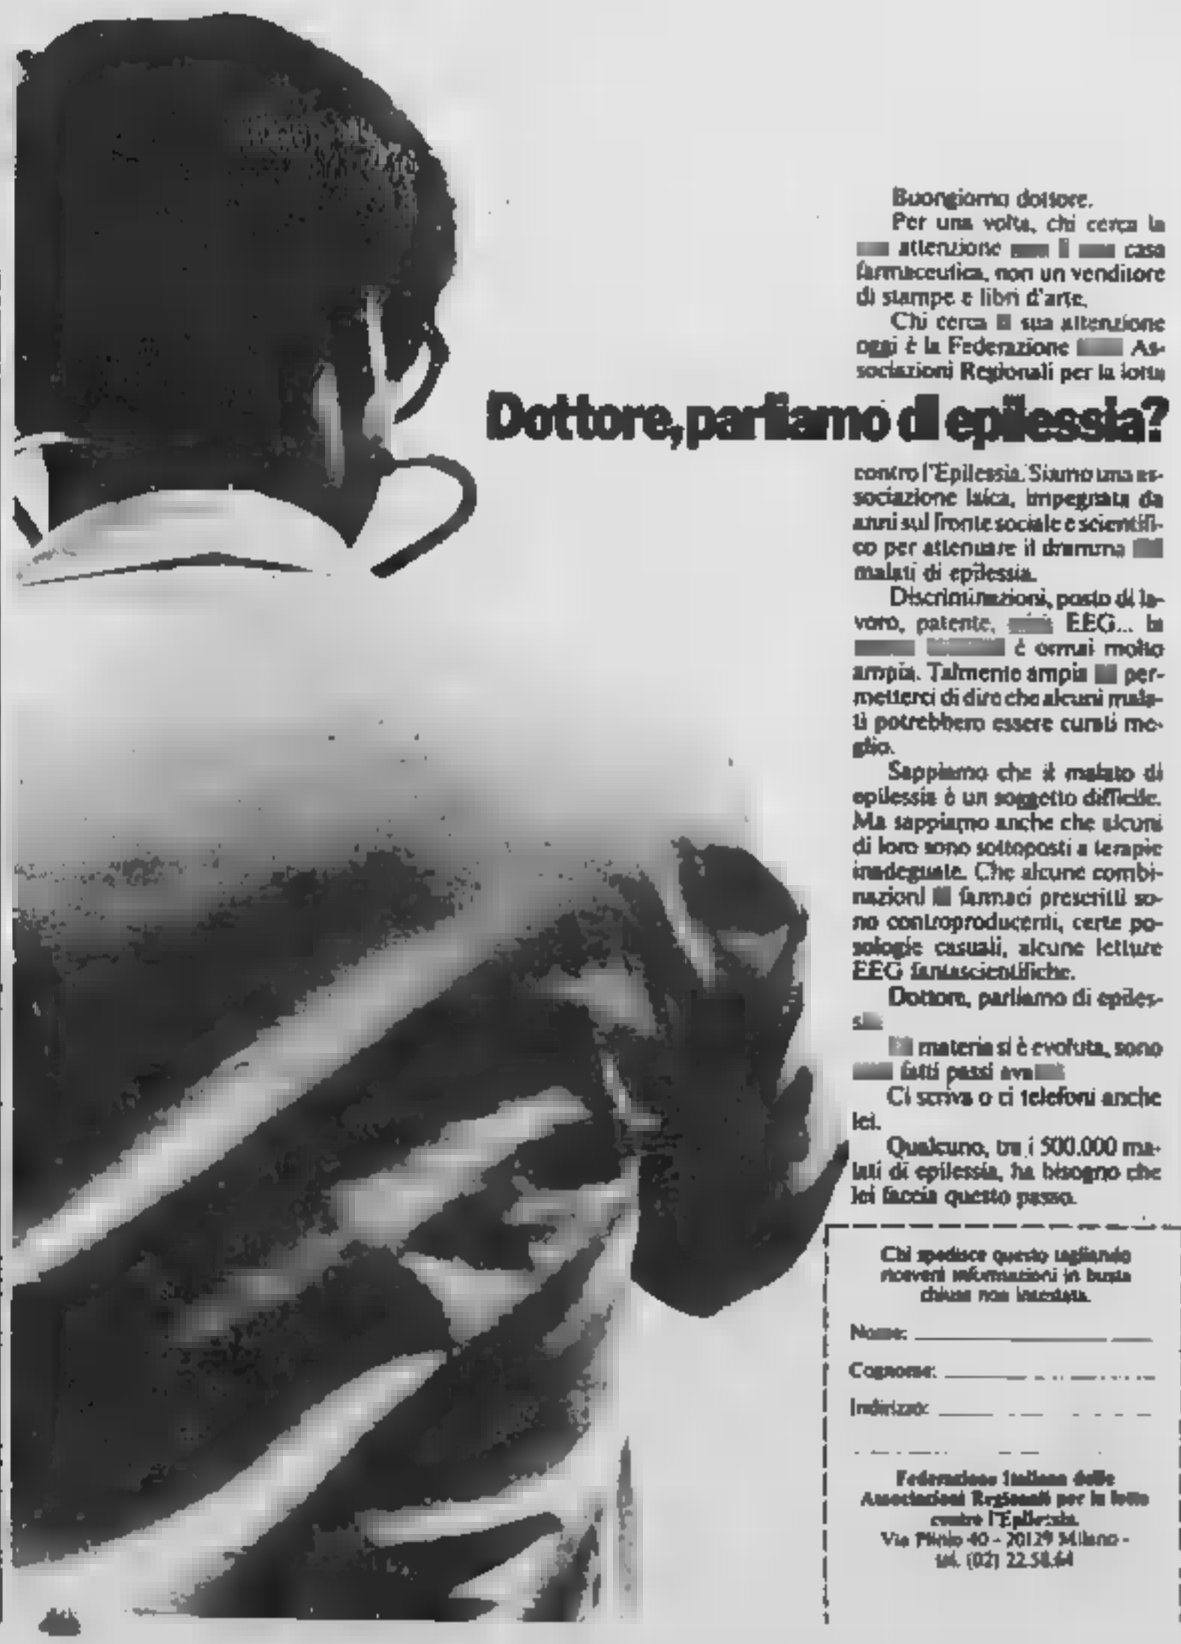 Buongiorno dottore.
Per una volta, chi cerca la
attenzione casa
farmaceutica, non un venditore
di stampe e libri d'arte.
Chi cerca sua attenzione
oggi è la Federazione As-
sociazioni Regionali per la lotta
Dottore, parliamo di epilessia?
contro l'Epilessia. Siamo una as-
sociazione laica, impegnata da
anni sul fronte sociale e scientifi-
co per attenuare il dramma
malati di epilessia.
Discriminazioni, posto di la-
voro, patente, EEG... la
è ormai molto
ampia. Talmente ampia per-
metterci di dire che alcuni mala-
ti potrebbero essere curati me-
glio.
Sappiamo che il malato di
epilessia è un soggetto difficile.
Ma sappiamo anche che alcuni
di loro sono sottoposti a terapie
inadeguate. Che alcune combi-
nazioni farmaci prescritti so-
no controproducenti, certe po-
sologie casuali, alcune letture
EEG fantascientifiche.
Dottore, parliamo di epiles-
materia si è evoluta, sono
fatti passi
Ci scriva o ci telefoni anche
lei.
Qualcuno, tra i 500.000 ma-
lati di epilessia, ha bisogno che
lei faccia questo passo.
Chi spedisce questo tagliando
riceverà informazioni in busta
chiusa non intestata.
Nome:
Cognome:
Indirizzo:
Federazione Italiana delle
Associazioni Regionali per la lotta
contro l'Epilessia.
Via Plinio 40 - 20129 Milano -
tel. (02) 22.58.64